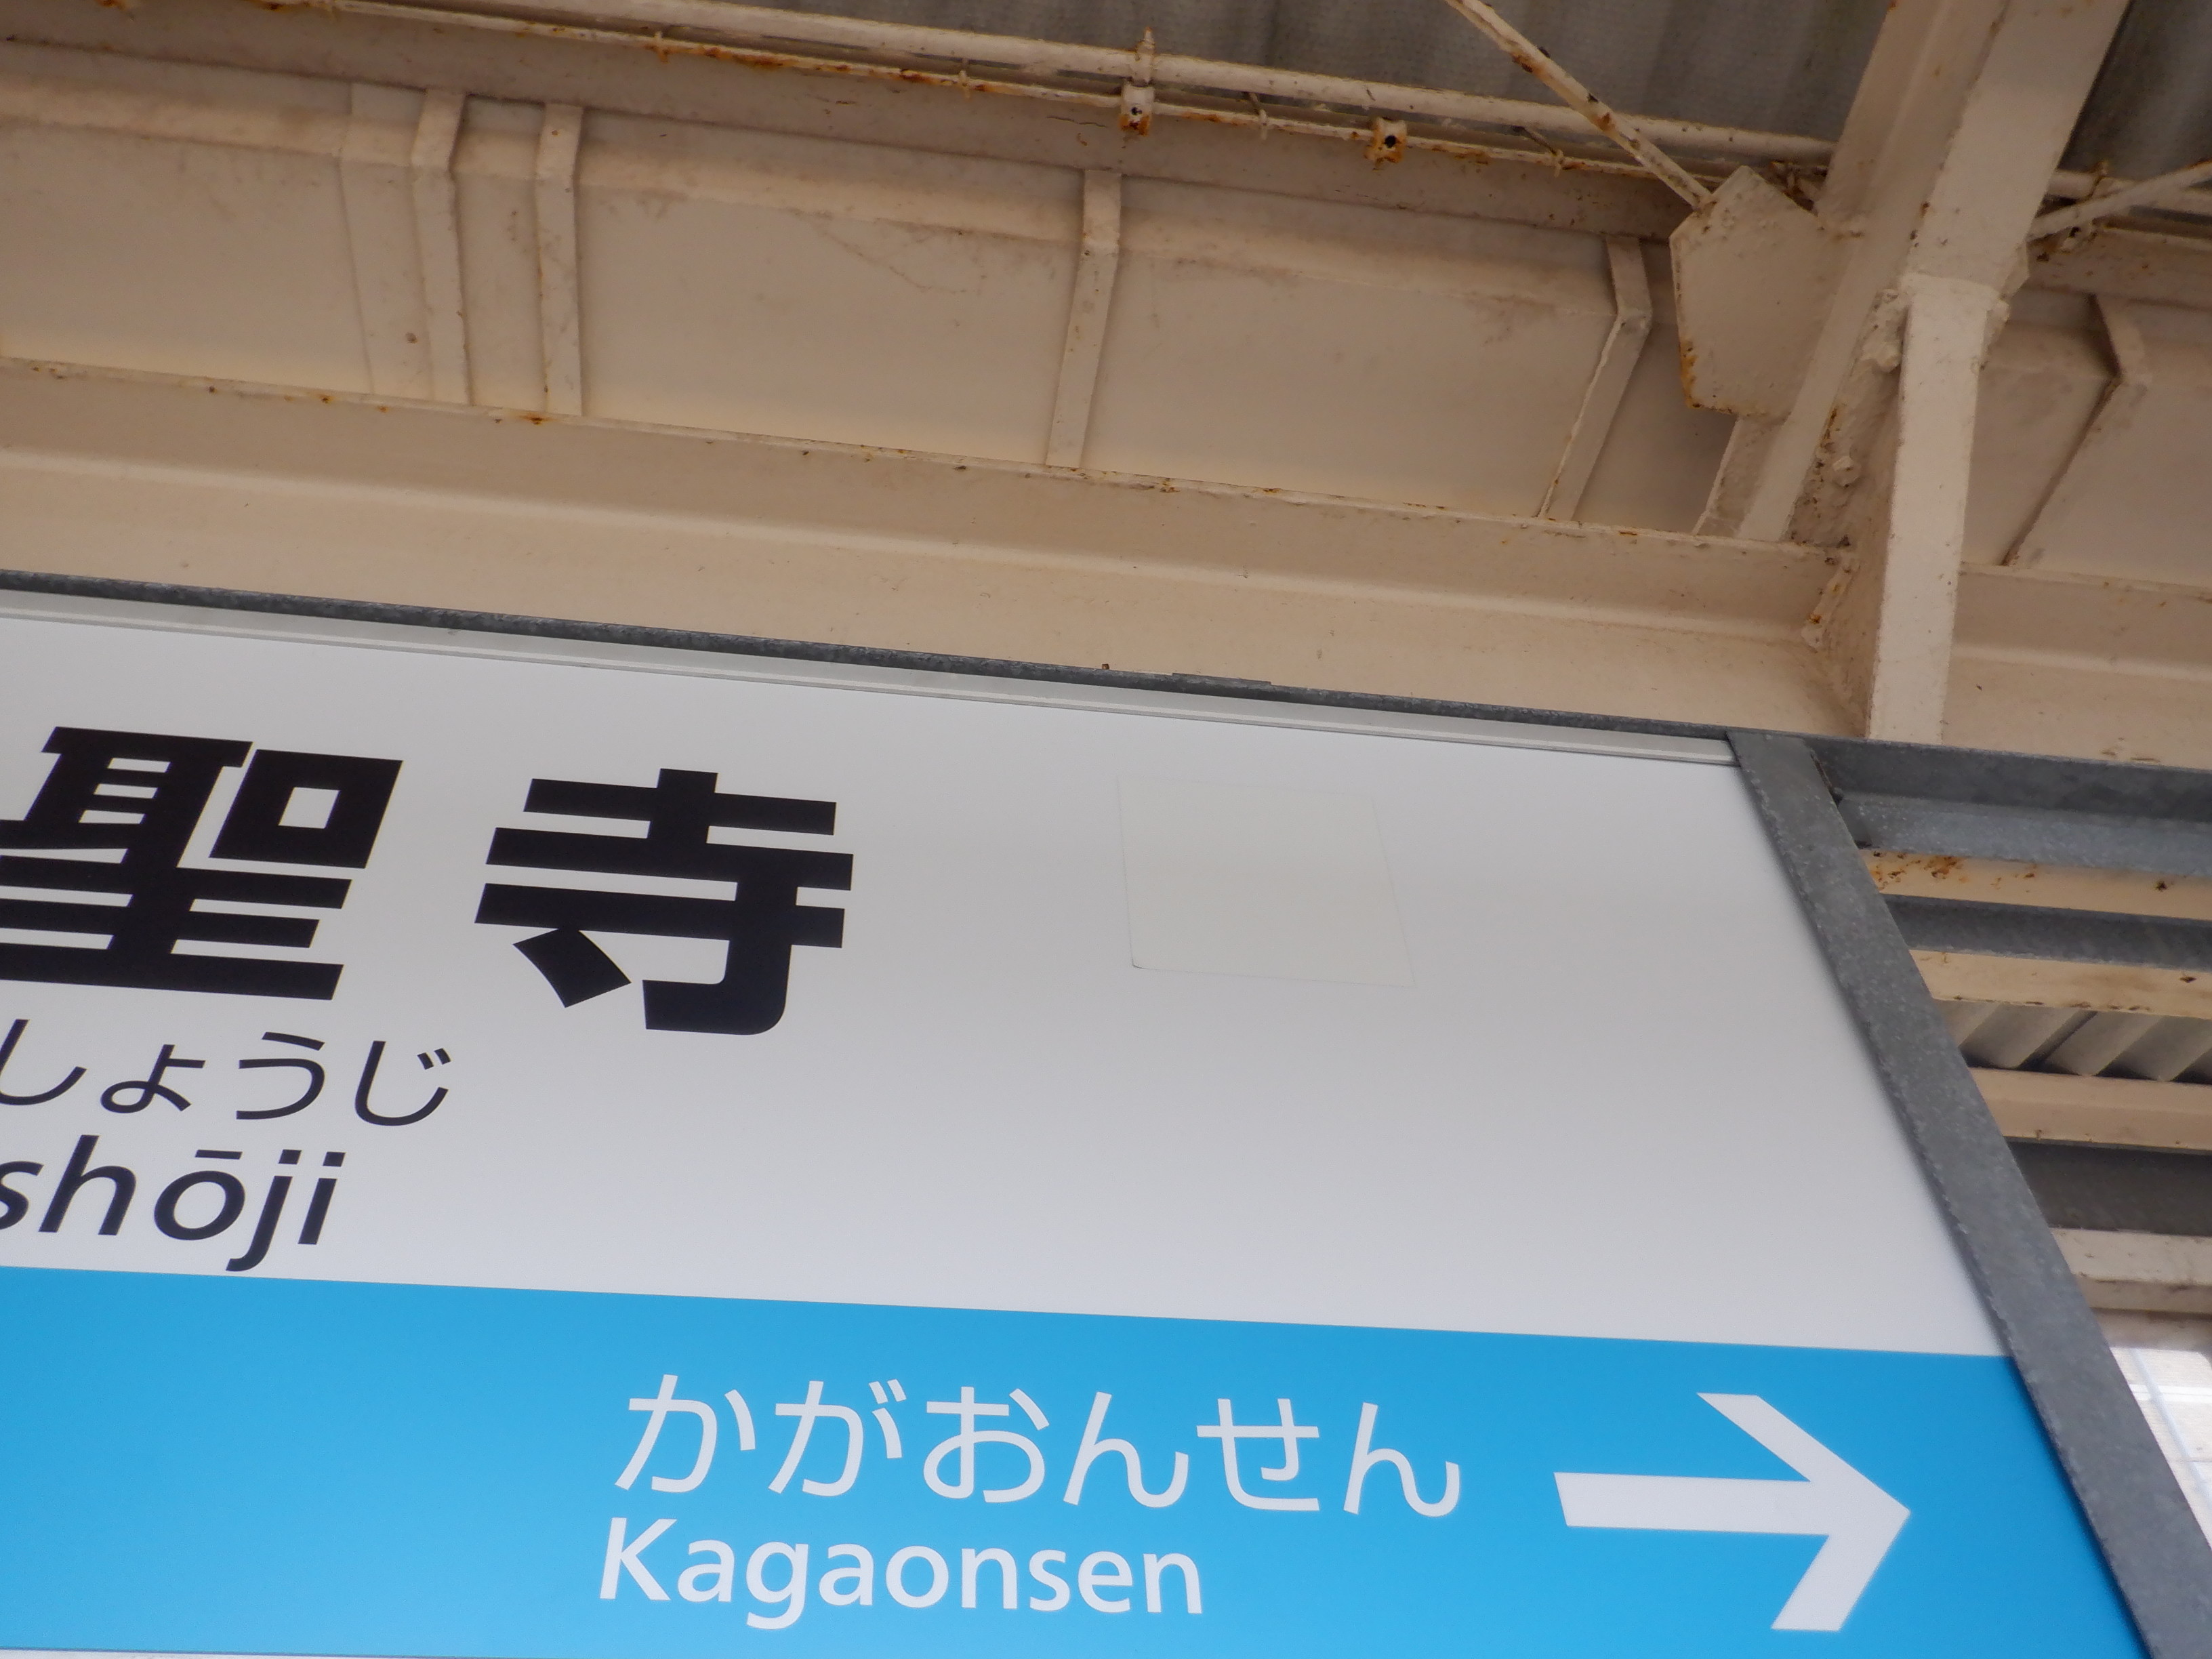 聖寺
しょうじ
shōji
かがおんせん
Kagaonsen